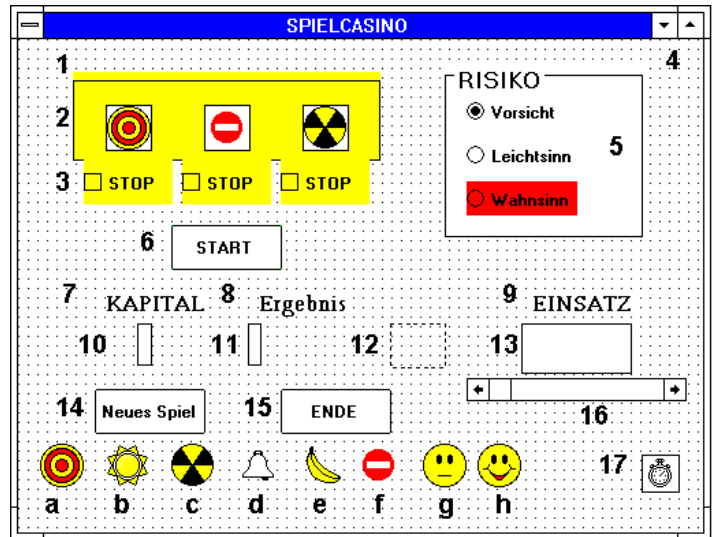 SPIELCASINO
1
4
RISIKO
2
Vorsicht
Leichtsinn
5
3
STOP
STOP
STOP
Wahnsinn
6
START
7
KAPITAL
8
Ergebnis
9
EINSATZ
10
11
12
13
14
Neues Spiel
15
ENDE
16
17
a
b
c
d
e
f
g
h